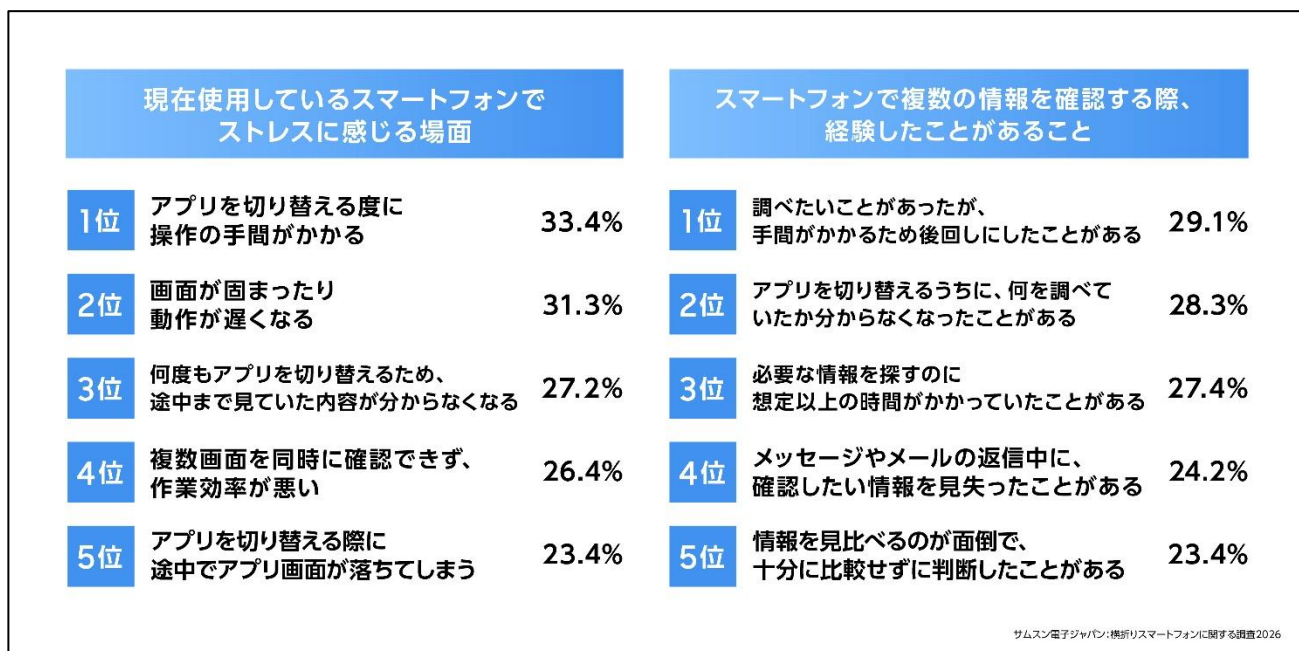 現在使用しているスマートフォンで
ストレスに感じる場面
1位
アプリを切り替える度に
操作の手間がかかる
33.4%
2位
画面が固まったり
動作が遅くなる
31.3%
3位
何度もアプリを切り替えるため、
途中まで見ていた内容が分からなくなる
27.2%
4位
複数画面を同時に確認できず、
作業効率が悪い
26.4%
5位
アプリを切り替える際に
途中でアプリ画面が落ちてしまう
23.4%
スマートフォンで複数の情報を確認する際、
経験したことがあること
1位
調べたいことがあったが、
手間がかかるため後回しにしたことがある
29.1%
2位
アプリを切り替えるうちに、何を調べて
いたか分からなくなったことがある
28.3%
3位
必要な情報を探すのに
想定以上の時間がかかっていたことがある
27.4%
4位
メッセージやメールの返信中に、
確認したい情報を見失ったことがある
24.2%
5位
情報を見比べるのが面倒で、
十分に比較せずに判断したことがある
23.4%
サムスン電子ジャパン:横折りスマートフォンに関する調査2026